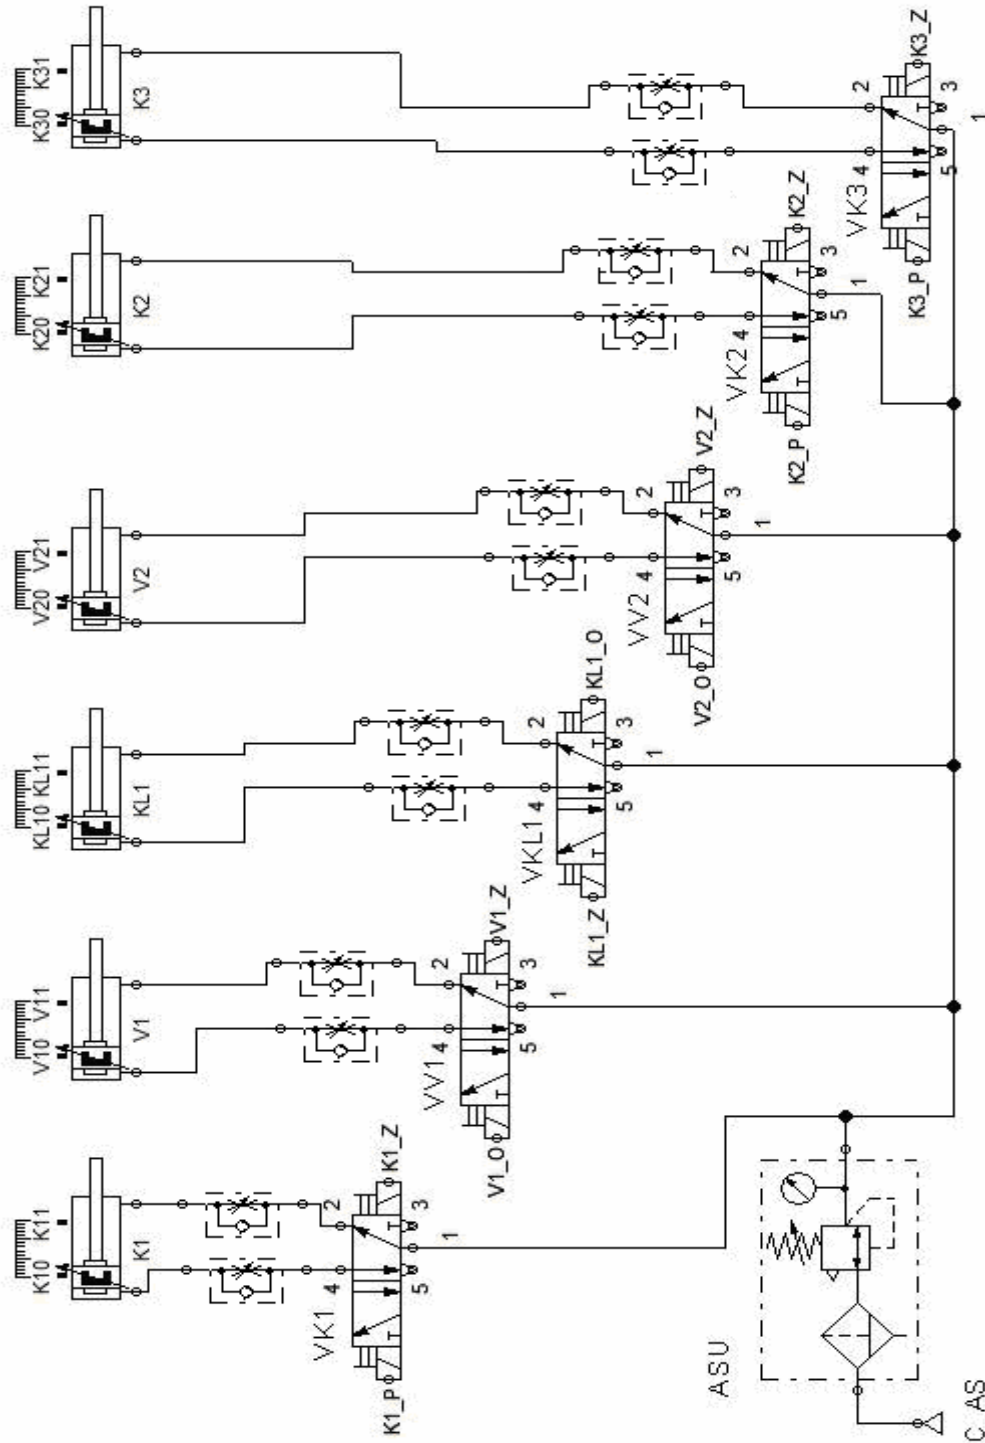 K10 K11
V10 V11
KL10 KL11
V20 V21
K20 K21
K30 K31
K1
V1
KL1
V2
K2
K3
VK1
4 2
K1_P
K1_Z
5 3
1
VV1
4 2
V1_O
V1_Z
5 3
1
VKL1
4 2
KL1_Z
KL1_O
5 3
1
VV2
4 2
V2_O
V2_Z
5 3
1
VK2
4 2
K2_P
K2_Z
5 3
1
VK3
4 2
K3_P
K3_Z
5 3
1
ASU
C_AS